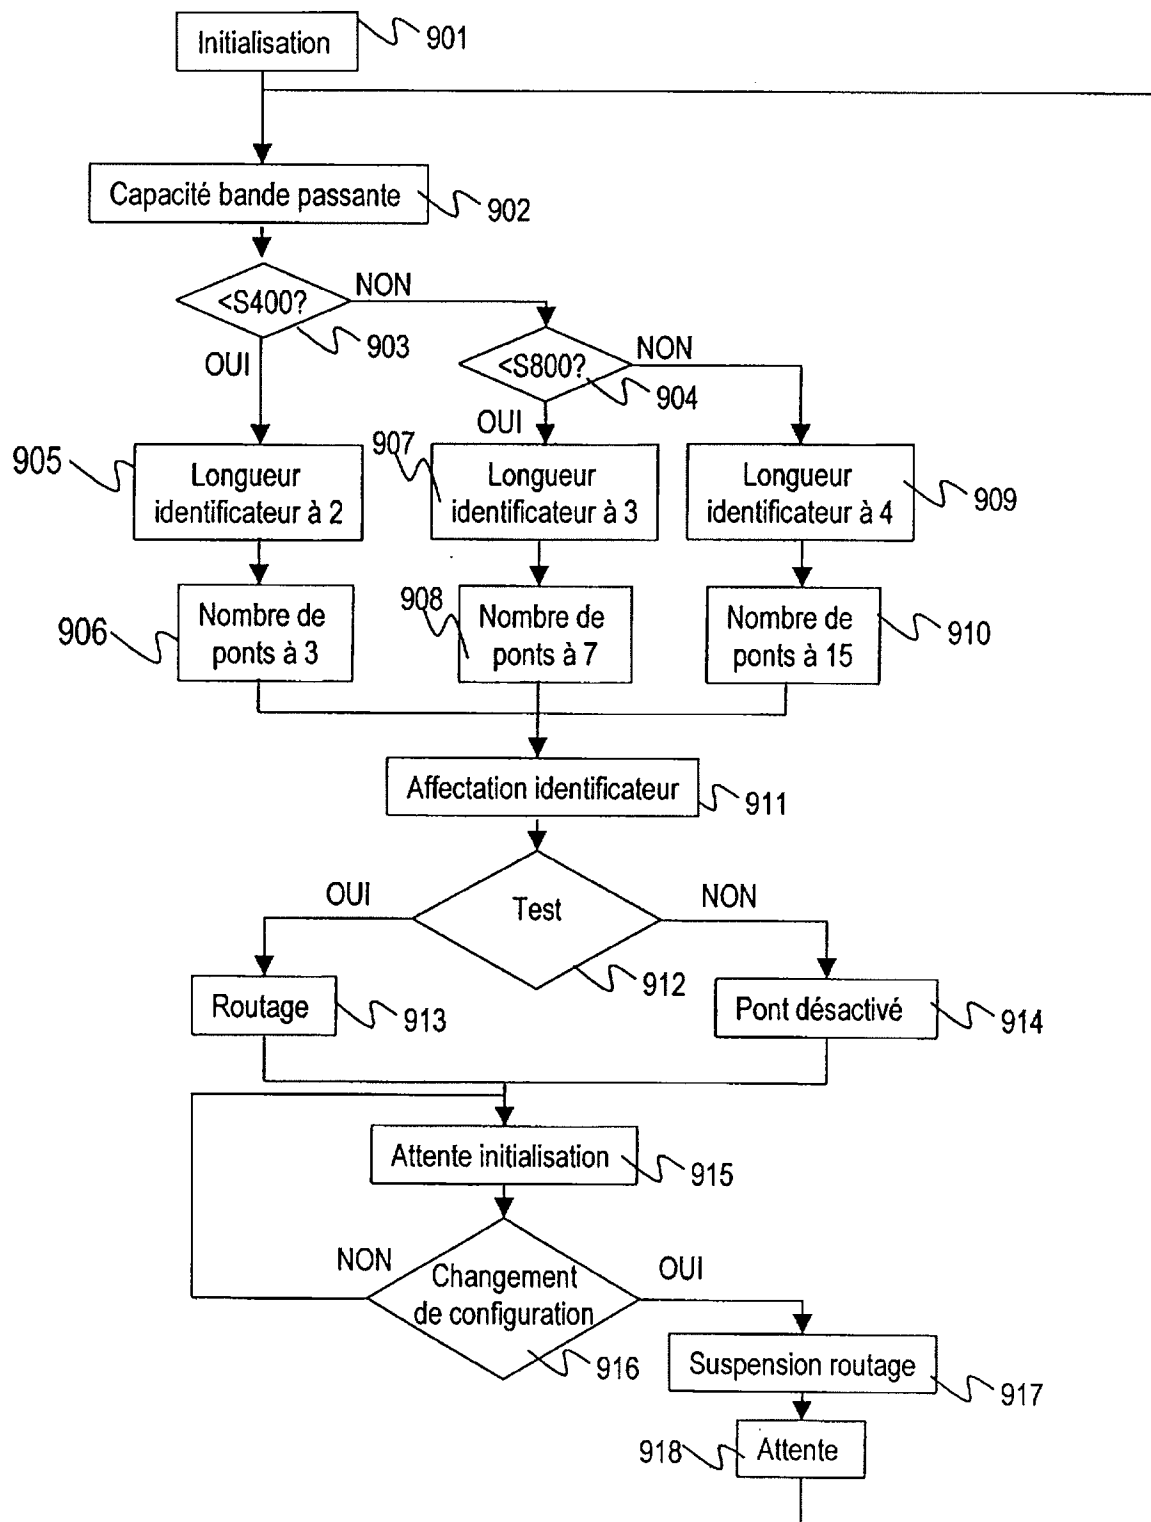 Initialisation
901
Capacité bande passante
902
<S400?
NON
903
OUI
<S800?
NON
904
OUI
905
Longueur
identificateur à 2
907
Longueur
identificateur à 3
Longueur
identificateur à 4
909
906
Nombre de
ponts à 3
908
Nombre de
ponts à 7
Nombre de
ponts à 15
910
Affectation identificateur
911
OUI
Test
NON
912
Routage
913
Pont désactivé
914
Attente initialisation
915
NON
Changement
de configuration
OUI
916
Suspension routage
917
918
Attente